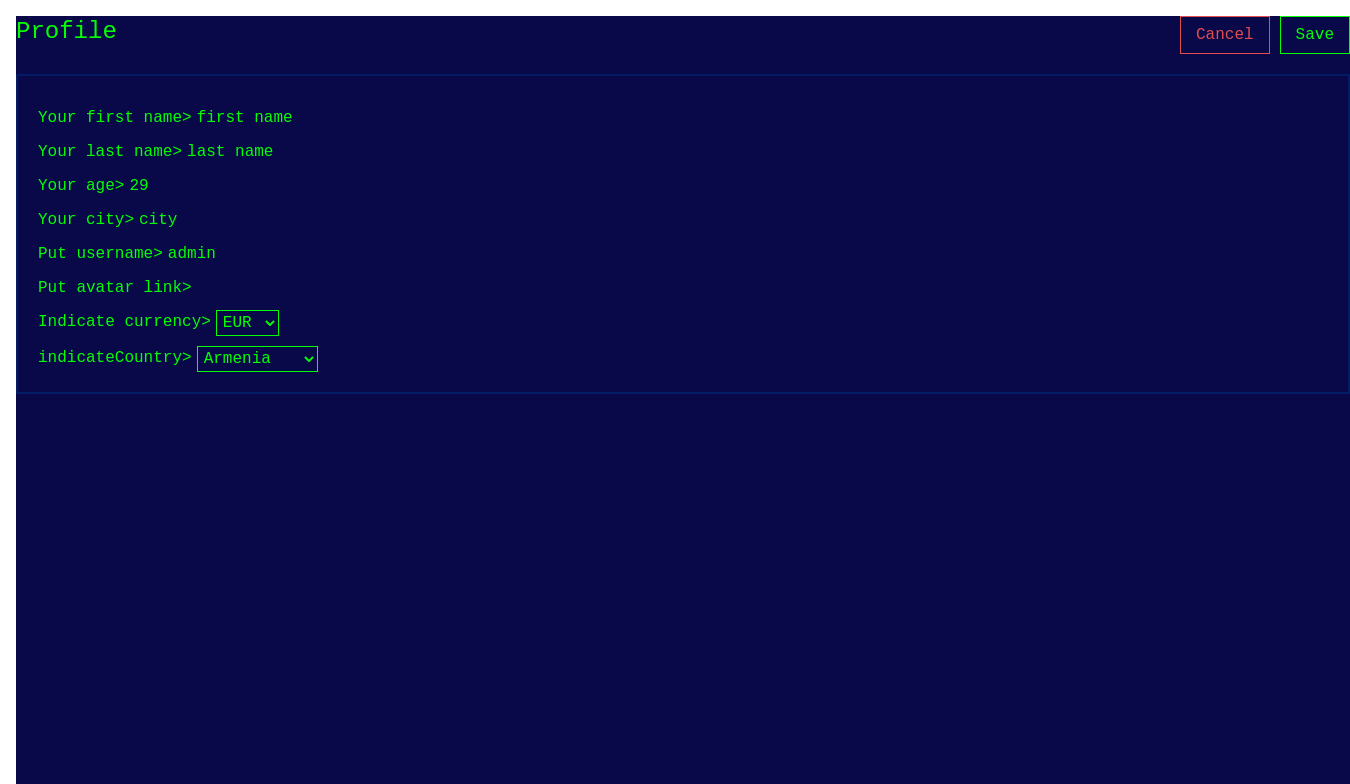 Profile
Cancel
Save
Your first name> first name
Your last name> last name
Your age> 29
Your city> city
Put username> admin
Put avatar link>
Indicate currency> EUR
indicateCountry> Armenia